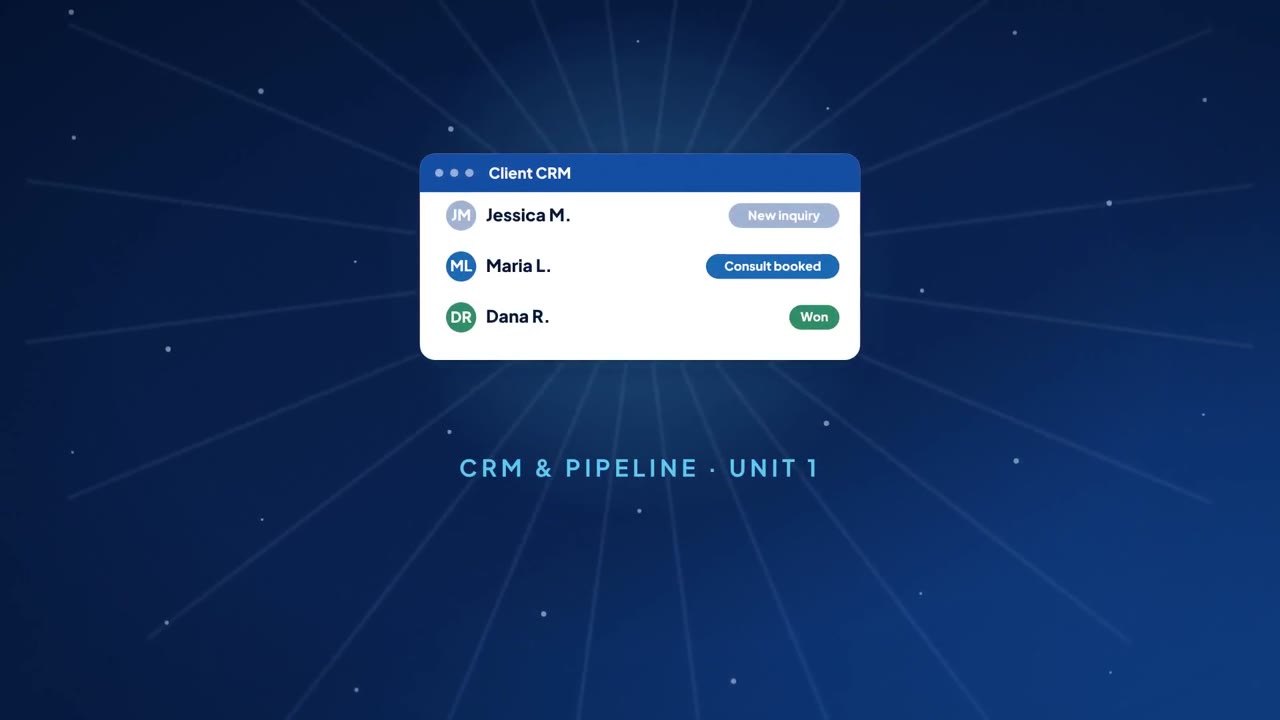 Client CRM
JM Jessica M. New inquiry
ML Maria L. Consult booked
DR Dana R. Won
CRM & PIPELINE · UNIT 1